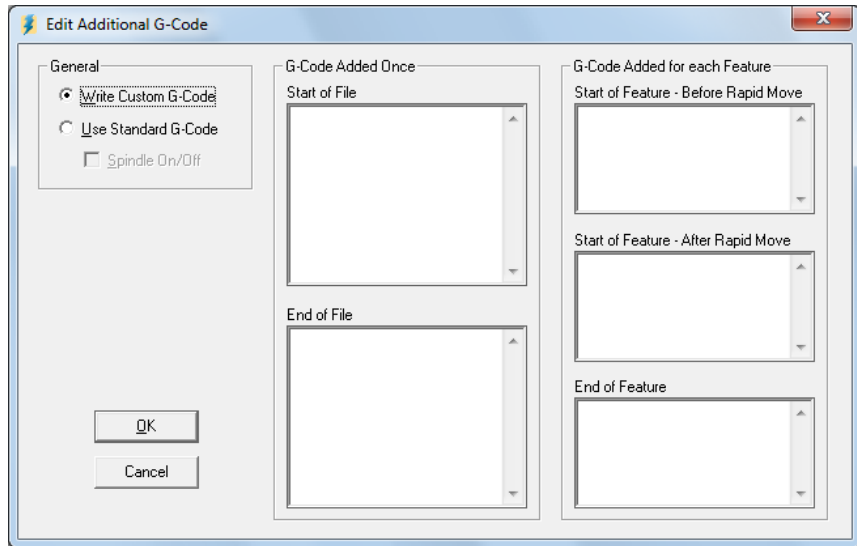 Edit Additional G-Code
General
Write Custom G-Code
Use Standard G-Code
Spindle On/Off
OK
Cancel
G-Code Added Once
Start of File
End of File
G-Code Added for each Feature
Start of Feature - Before Rapid Move
Start of Feature - After Rapid Move
End of Feature